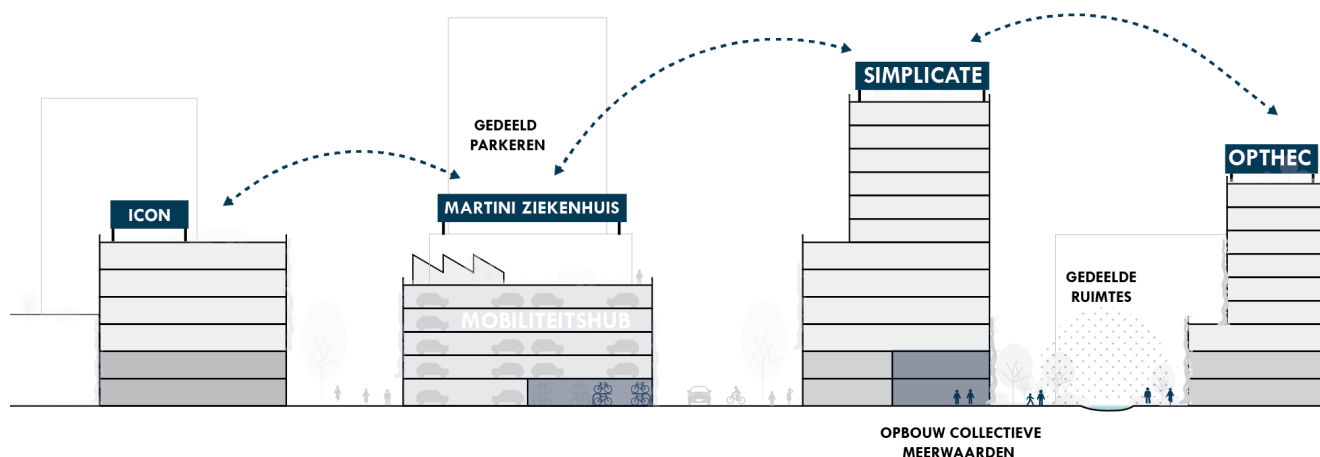 ICON
GEDEELD
PARKEREN
MARTINI ZIEKENHUIS
MOBILITEITSHUB
SIMPLICATE
OPBOUW COLLECTIEVE
MEERWAARDEN
GEDEELDE
RUIMTES
OPTHEC